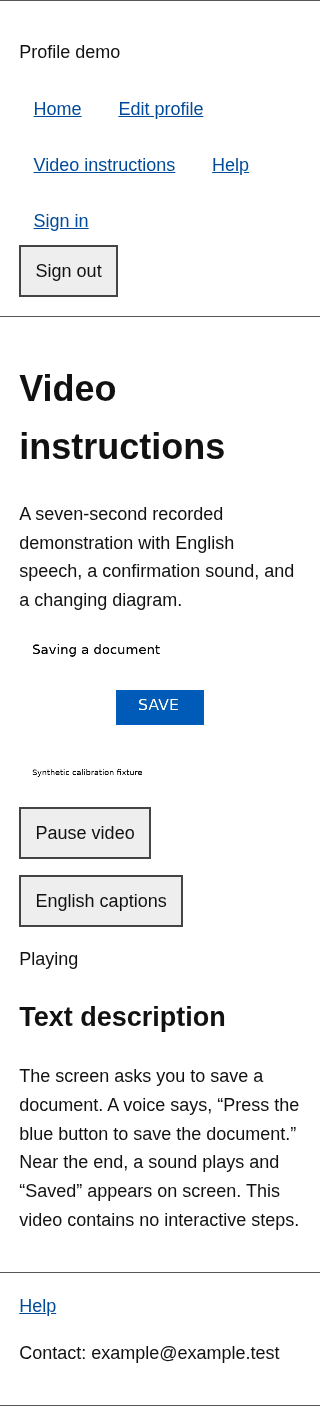 Profile demo
Home Edit profile
Video instructions Help
Sign in
Sign out
Video
instructions
A seven-second recorded
demonstration with English
speech, a confirmation sound, and
a changing diagram.
Saving a document
SAVE
Synthetic calibration fixture
Pause video
English captions
Playing
Text description
The screen asks you to save a
document. A voice says, “Press the
blue button to save the document.”
Near the end, a sound plays and
“Saved” appears on screen. This
video contains no interactive steps.
Help
Contact: example@example.test